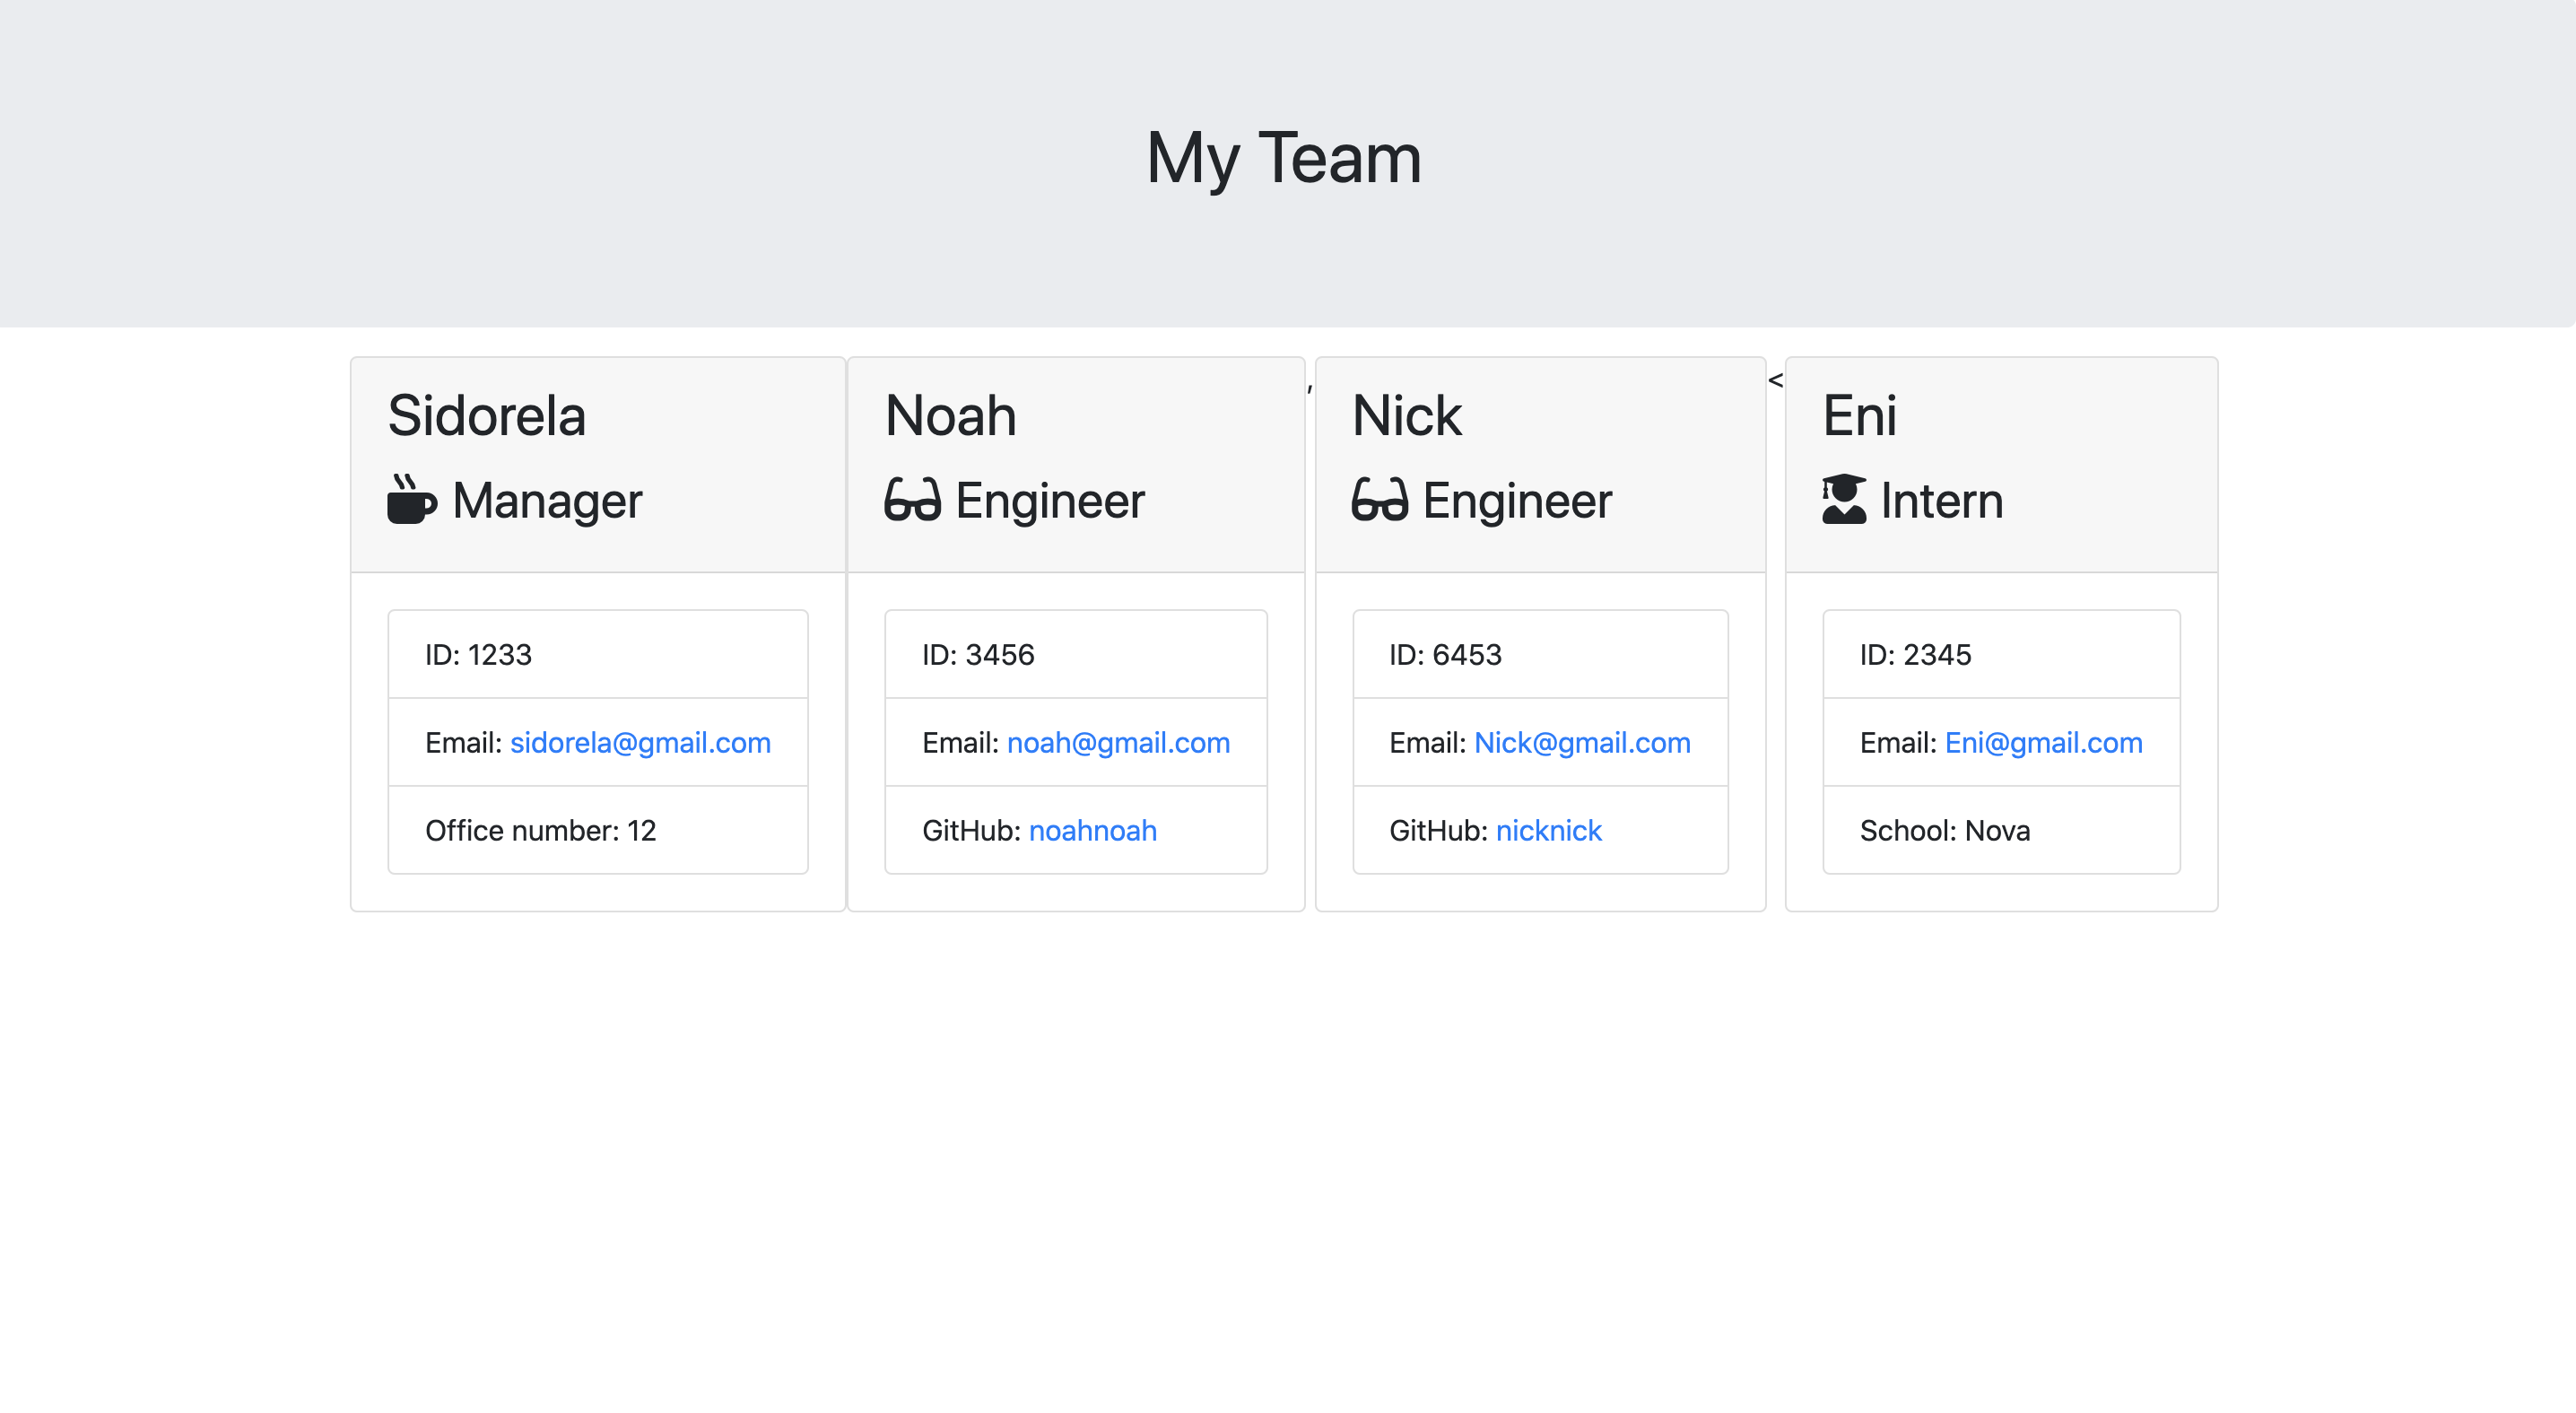 My Team
Sidorela
Manager
ID: 1233
Email: sidorela@gmail.com
Office number: 12
Noah
Engineer
ID: 3456
Email: noah@gmail.com
GitHub: noahnoah
,
Nick
Engineer
ID: 6453
Email: Nick@gmail.com
GitHub: nicknick
<
Eni
Intern
ID: 2345
Email: Eni@gmail.com
School: Nova